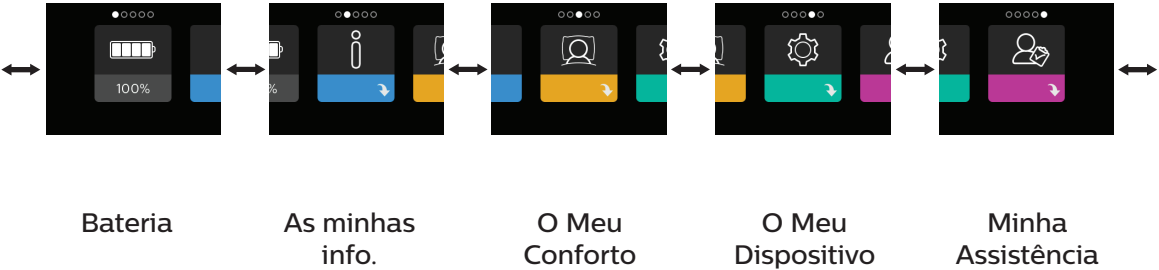 100%
%
Bateria
As minhas
info.
O Meu
Conforto
O Meu
Dispositivo
Minha
Assistência